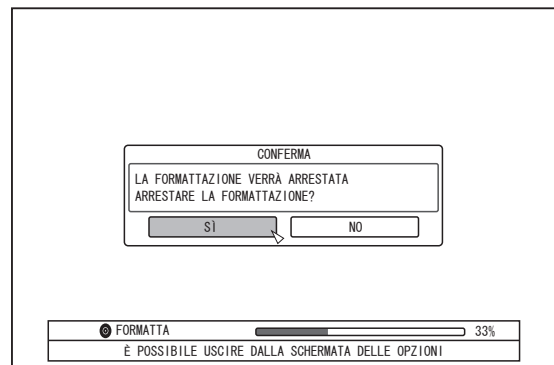 CONFERMA
LA FORMATTAZIONE VERRÀ ARRESTATA
ARRESTARE LA FORMATTAZIONE?
SÌ NO
FORMATTA 33%
È POSSIBILE USCIRE DALLA SCHERMATA DELLE OPZIONI